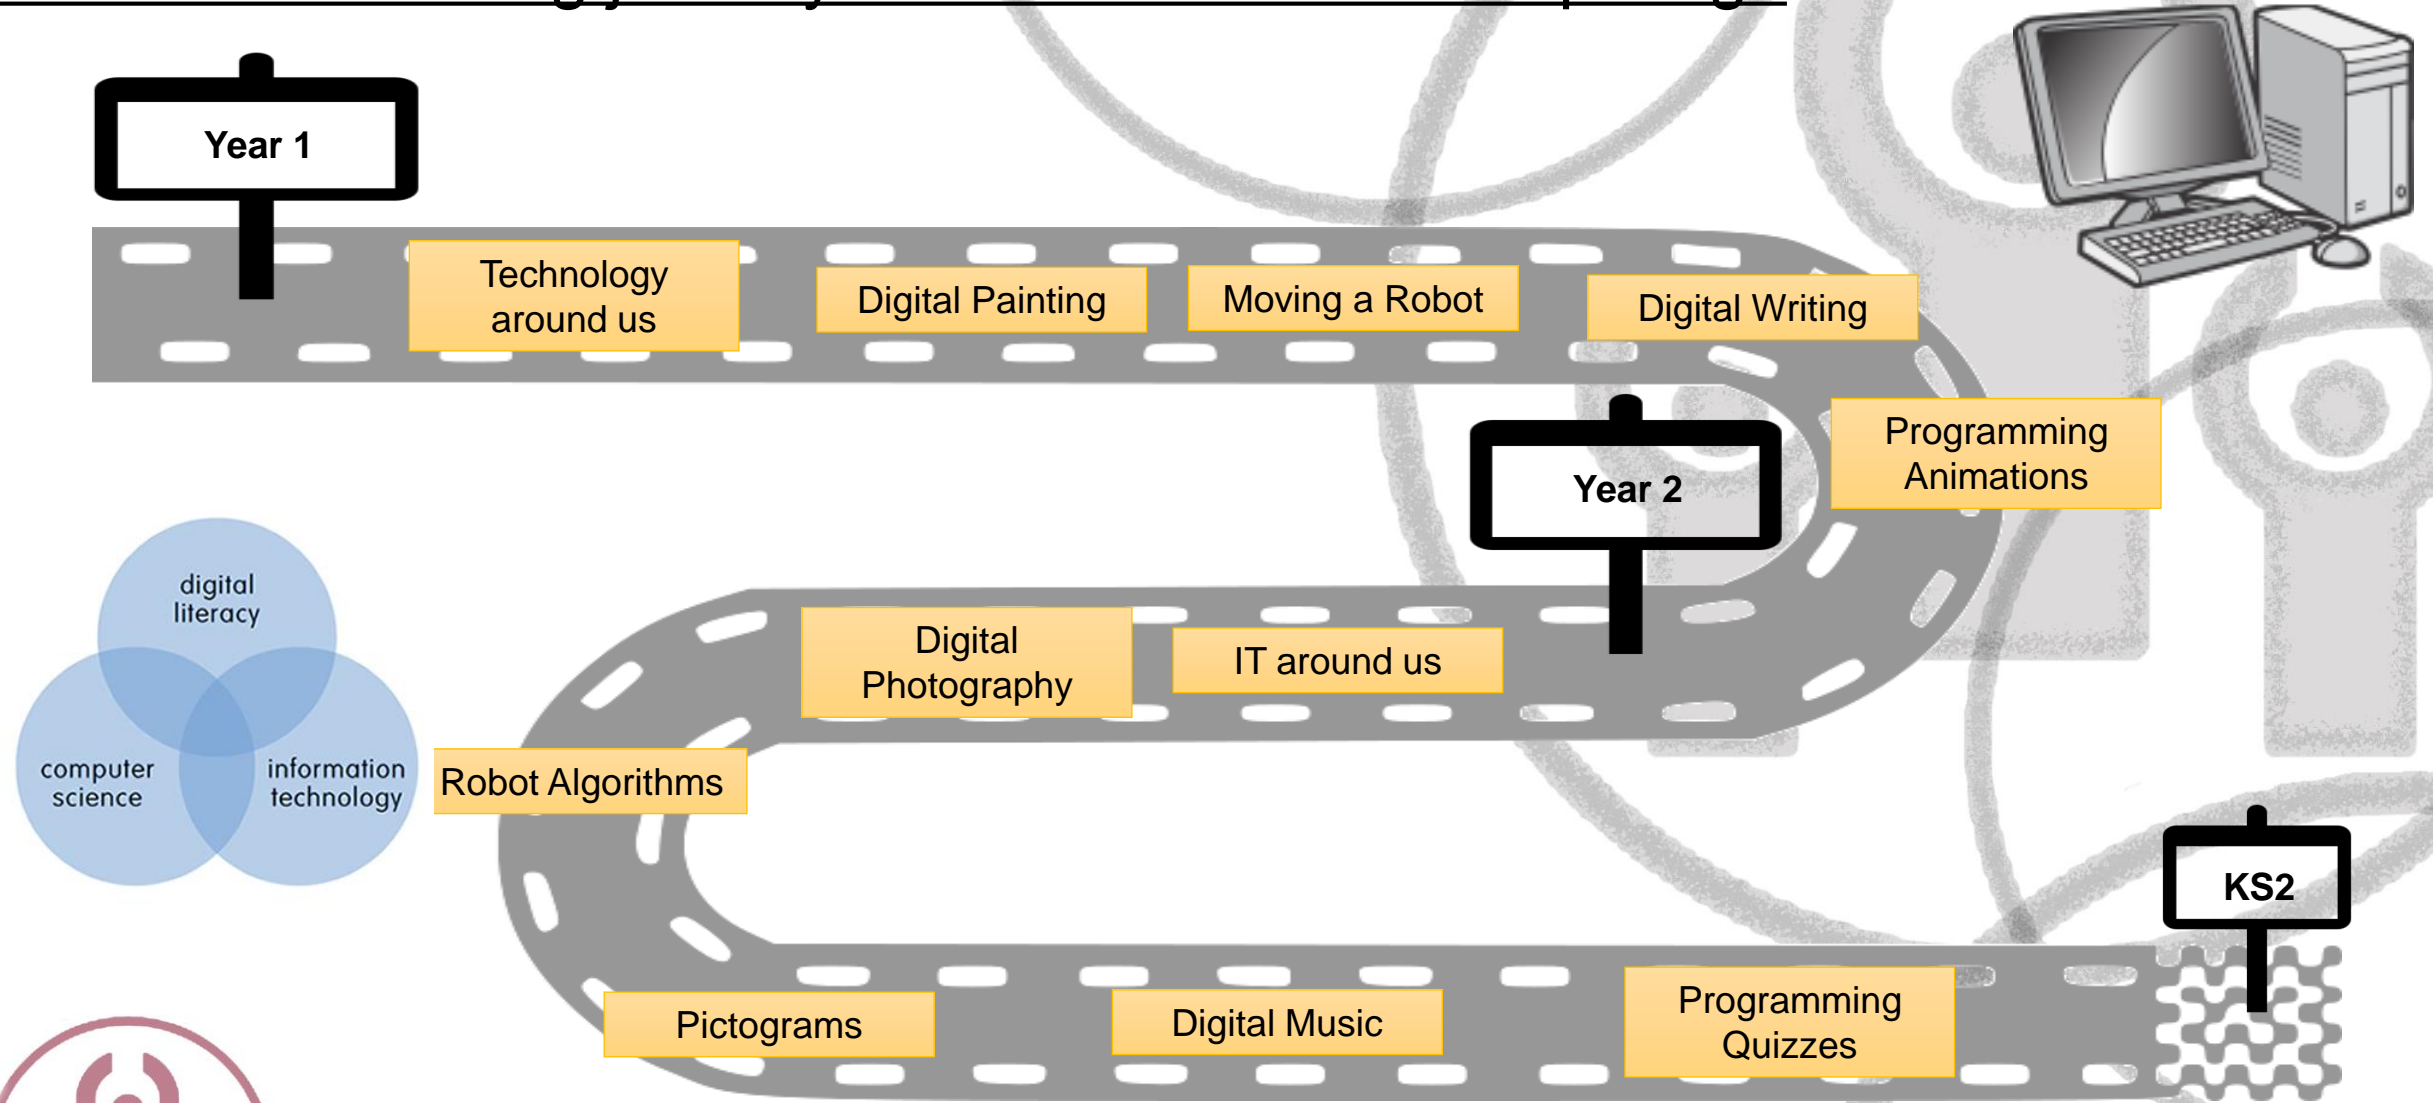 Year 1
Technology
around us
Digital Painting
Moving a Robot
Digital Writing
Programming
Animations
Year 2
IT around us
Digital
Photography
digital
literacy
computer
science
information
technology
Robot Algorithms
KS2
Pictograms
Digital Music
Programming
Quizzes